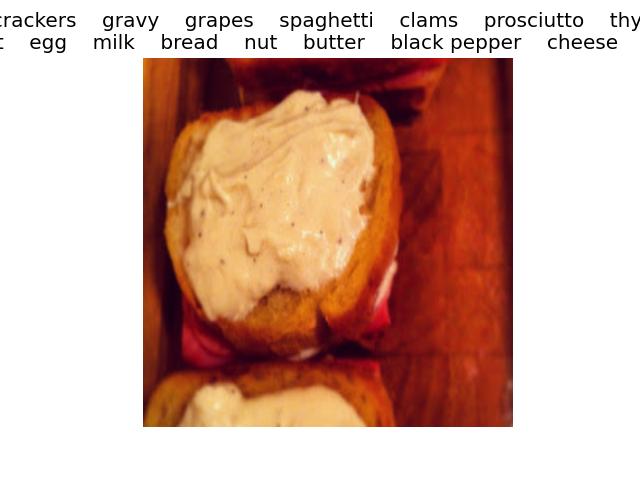 crackers gravy grapes spaghetti clams prosciutto
egg milk bread nut butter black pepper cheese